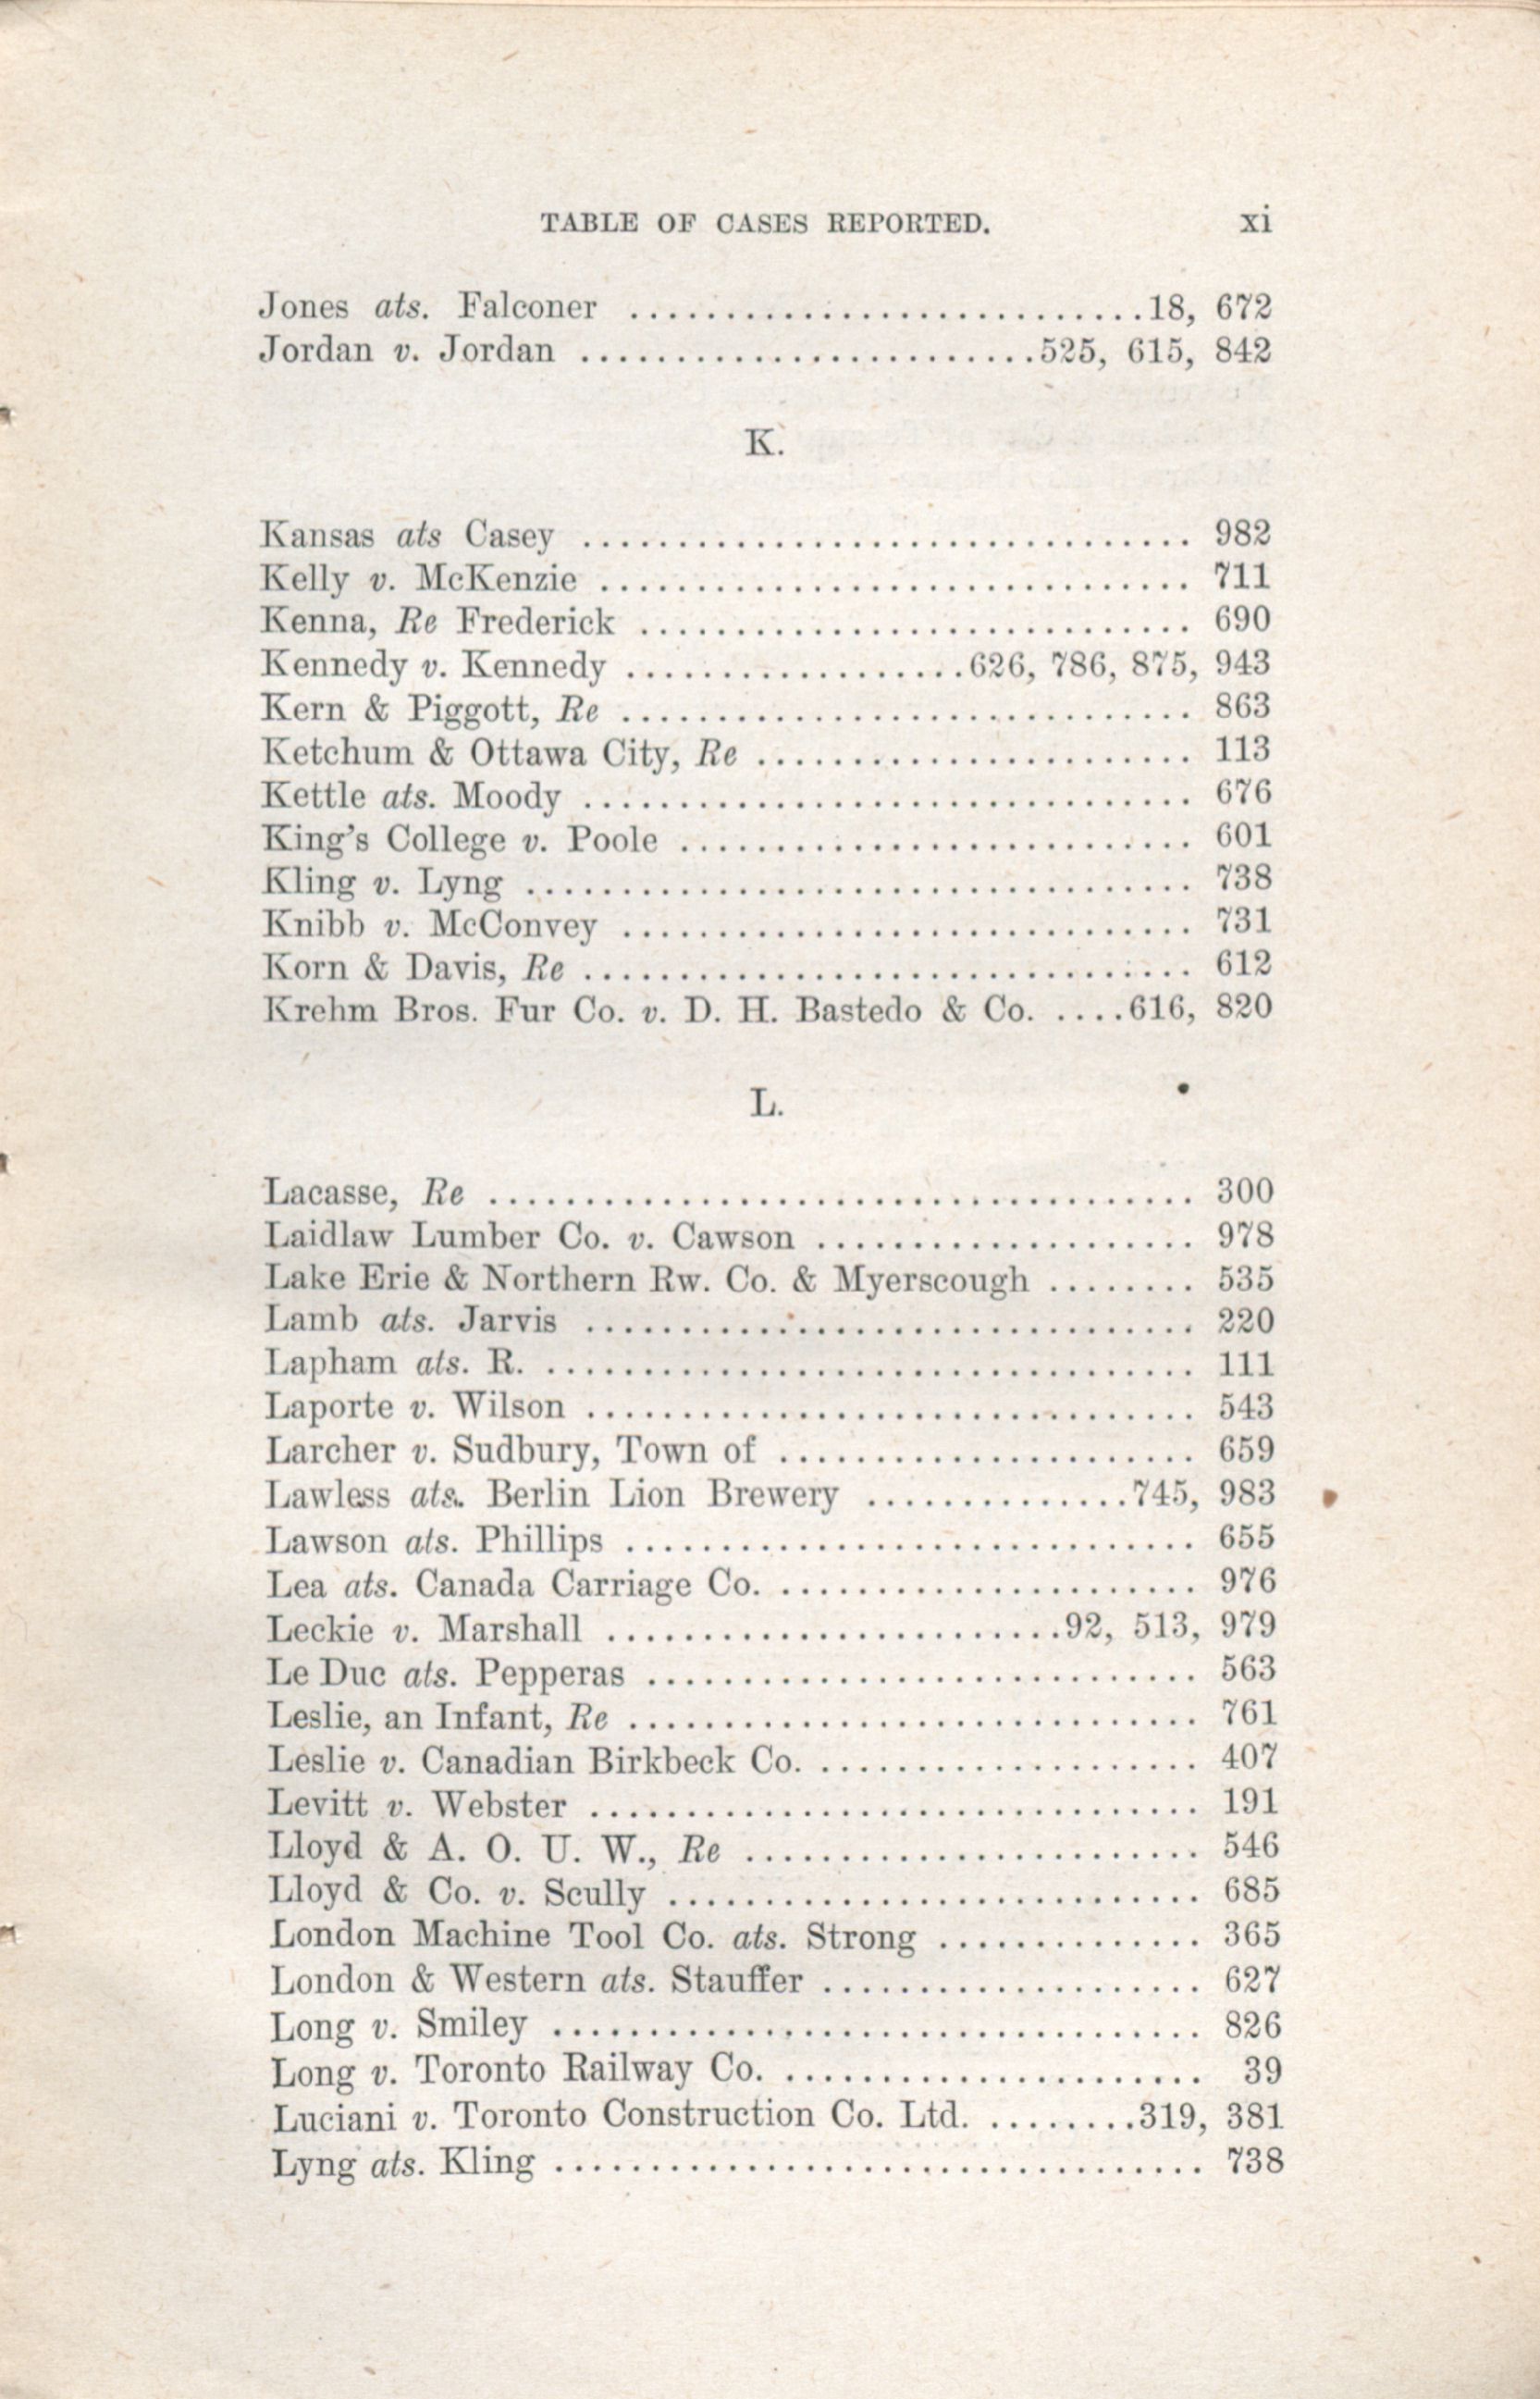 TABLE OF CASES REPORTED. xi
Jones ats. Falconer ........................... 18, 672
Jordan v. Jordan ........................ 525, 615, 842
K.
Kansas ats Casey ................................ 982
Kelly v. McKenzie ............................... 711
Kenna, Re Frederick ............................. 690
Kennedy v. Kennedy .................. 626, 786, 875, 943
Kern & Piggott, Re .............................. 863
Ketchum & Ottawa City, Re ....................... 113
Kettle ats. Moody ................................ 676
King's College v. Poole ........................... 601
Kling v. Lyng ................................... 738
Knibb v. McConvey .............................. 731
Korn & Davis, Re ................................ 612
Krehm Bros. Fur Co. v. D. H. Bastedo & Co. .... 616, 820
L.
Lacasse, Re ..................................... 300
Laidlaw Lumber Co. v. Cawson .................... 978
Lake Erie & Northern Rw. Co. & Myerscough ........ 535
Lamb ats. Jarvis ................................ 220
Lapham ats. R. .................................. 111
Laporte v. Wilson ................................ 543
Larcher v. Sudbury, Town of ...................... 659
Lawless ats. Berlin Lion Brewery .............. 745, 983
Lawson ats. Phillips .............................. 655
Lea ats. Canada Carriage Co. ...................... 976
Leckie v. Marshall ........................ 92, 513, 979
Le Duc ats. Pepperas ............................. 563
Leslie, an Infant, Re .............................. 761
Leslie v. Canadian Birkbeck Co. .................... 407
Levitt v. Webster ................................ 191
Lloyd & A. O. U. W., Re ........................ 546
Lloyd & Co. v. Scully ............................ 685
London Machine Tool Co. ats. Strong .............. 365
London & Western ats. Stauffer .................... 627
Long v. Smiley .................................. 826
Long v. Toronto Railway Co. ...................... 39
Luciani v. Toronto Construction Co. Ltd. ........ 319, 381
Lyng ats. Kling .................................. 738